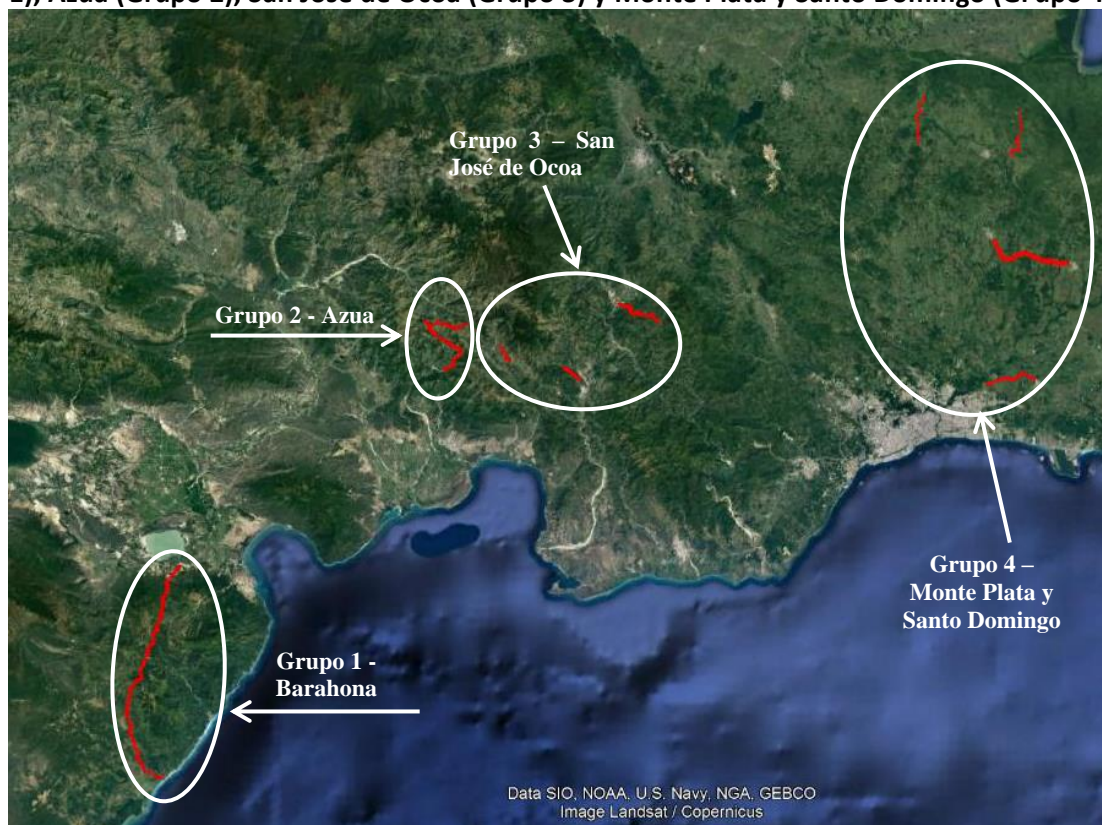 Azua (Grupo 2), San José de Ocoa (Grupo 3) y Monte Plata y Santo Domingo (Grupo
Grupo 3 – San
José de Ocoa
Grupo 2 - Azua
Grupo 4 –
Monte Plata y
Santo Domingo
Grupo 1 -
Barahona
Data SIO, NOAA, U.S. Navy, NGA, GEBCO
Image Landsat / Copernicus